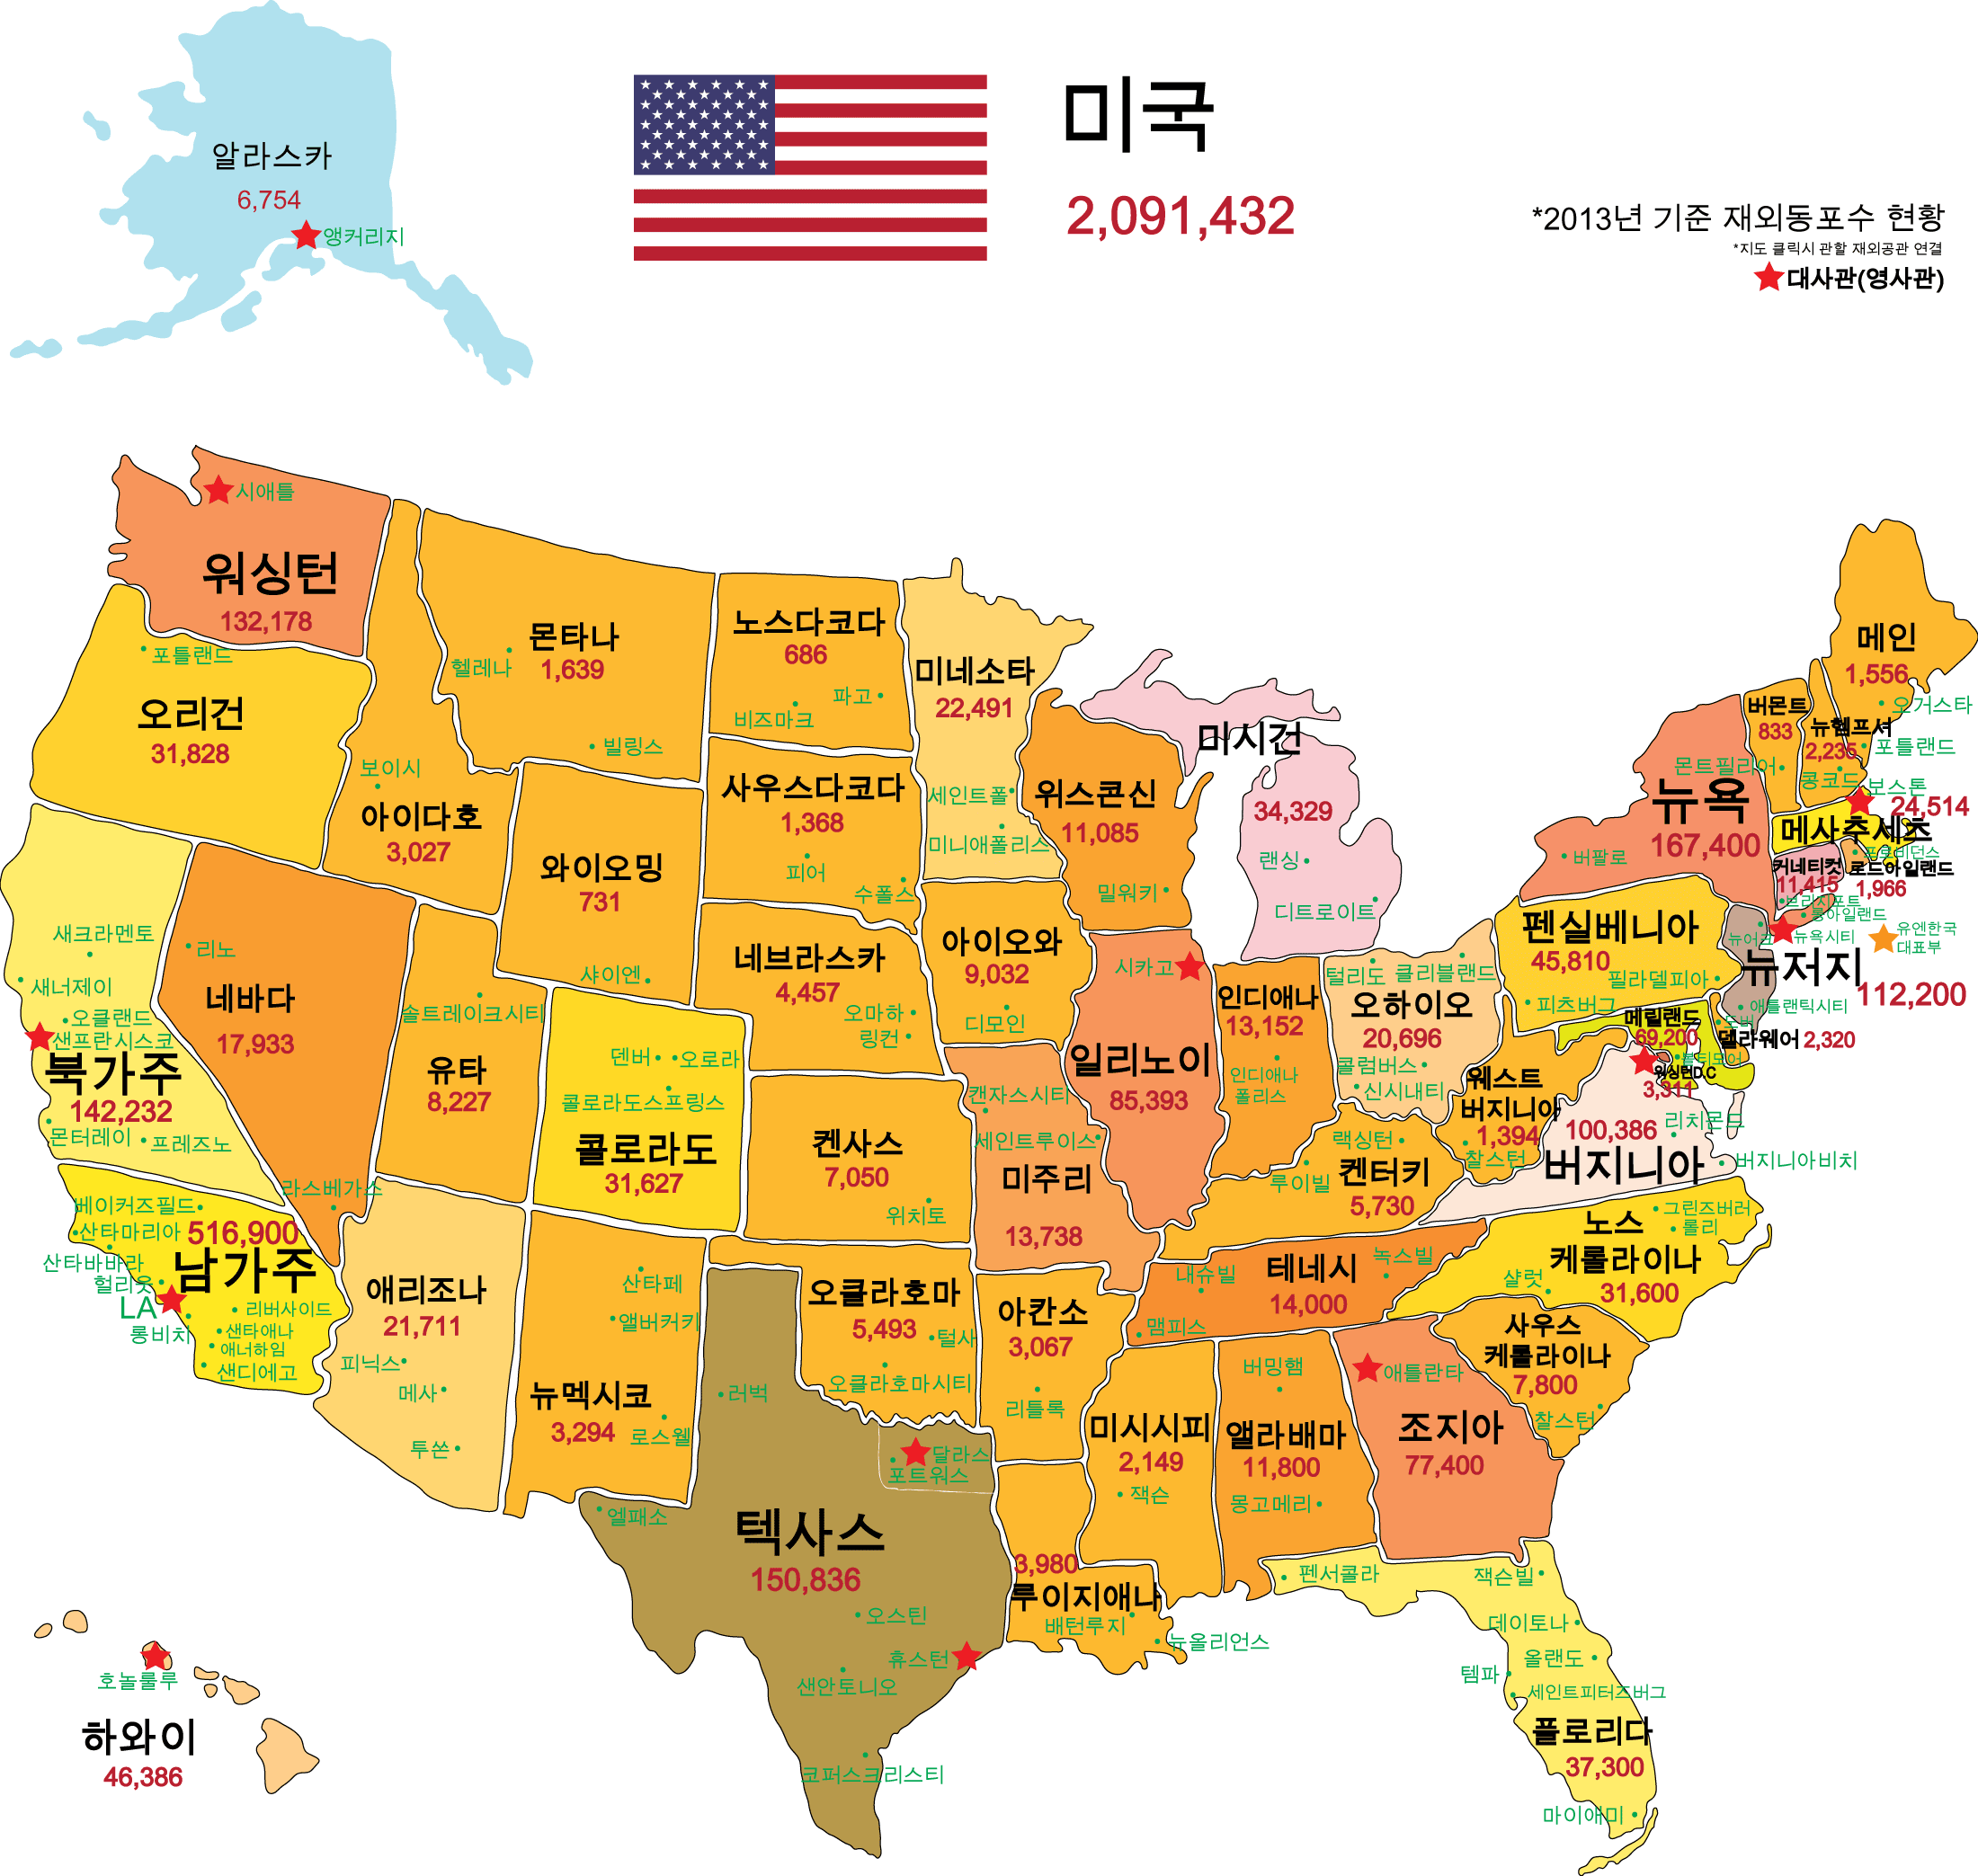 미국
2,091,432
*2013년 기준 재외동포수 현황
*지도 클릭시 관할 재외공관 연결
대사관(영사관)
알라스카
6,754
앵커리지
시애틀
워싱턴
132,178
포틀랜드
오리건
31,828
보이시
아이다호
3,027
몬타나
헬레나
1,639
빌링스
노스다코다
686
파고
비즈마크
미네소타
22,491
세인트폴
미니애폴리스
사우스다코다
1,368
피어
수폴스
와이오밍
731
샤이엔
네브라스카
4,457
오마하
링컨
아이오와
9,032
디모인
위스콘신
11,085
밀워키
미시건
34,329
랜싱
디트로이트
새크라멘토
새너제이
오클랜드
샌프란시스코
북가주
142,232
몬터레이
프레즈노
리노
네바다
17,933
라스베가스
솔트레이크시티
유타
8,227
덴버
오로라
콜로라도스프링스
콜로라도
31,627
켄사스
7,050
위치토
캔자스시티
세인트루이스
미주리
13,738
시카고
일리노이
85,393
인디애나
13,152
인디애나
폴리스
털리도
클리블랜드
오하이오
20,696
콜럼버스
신시내티
랙싱턴
루이빌
켄터키
5,730
웨스트
버지니아
1,394
찰스턴
100,386
리치몬드
버지니아
버지니아비치
메인
1,556
오거스타
포틀랜드
버몬트
833
몬트필리어
뉴햄프셔
2,235
콩코드
보스톤
24,514
메사추세츠
프로비던스
뉴욕
167,400
버팔로
커네티컷
11,415
로드아일랜드
1,966
브리지포트
롱아일랜드
뉴욕시티
유엔한국
대표부
뉴어크
뉴저지
112,200
애틀랜틱시티
펜실베니아
45,810
필라델피아
피츠버그
메릴랜드
69,200
도버
델라웨어 2,320
볼티모어
워싱턴D.C
3,311
베이커즈필드
산타마리아
516,900
산타바바라
남가주
헐리웃
LA
롱비치
리버사이드
샌타애나
애너하임
샌디에고
애리조나
21,711
피닉스
메사
투쏜
산타페
앨버커키
뉴멕시코
3,294
로스웰
오클라호마
5,493
털사
오클라호마시티
아칸소
3,067
리틀록
내슈빌
테네시
녹스빌
14,000
맴피스
그린즈버러
롤리
노스
케롤라이나
샬럿
31,600
사우스
케롤라이나
7,800
찰스턴
애틀란타
조지아
77,400
버밍햄
앨라배마
11,800
몽고메리
미시시피
2,149
잭슨
러벅
달라스
포트워스
엘패소
텍사스
150,836
오스틴
휴스턴
샌안토니오
코퍼스크리스티
3,980
루이지애나
배턴루지
뉴올리언스
펜서콜라
잭슨빌
데이토나
올랜도
템파
세인트피터즈버그
플로리다
37,300
마이애미
호놀룰루
하와이
46,386